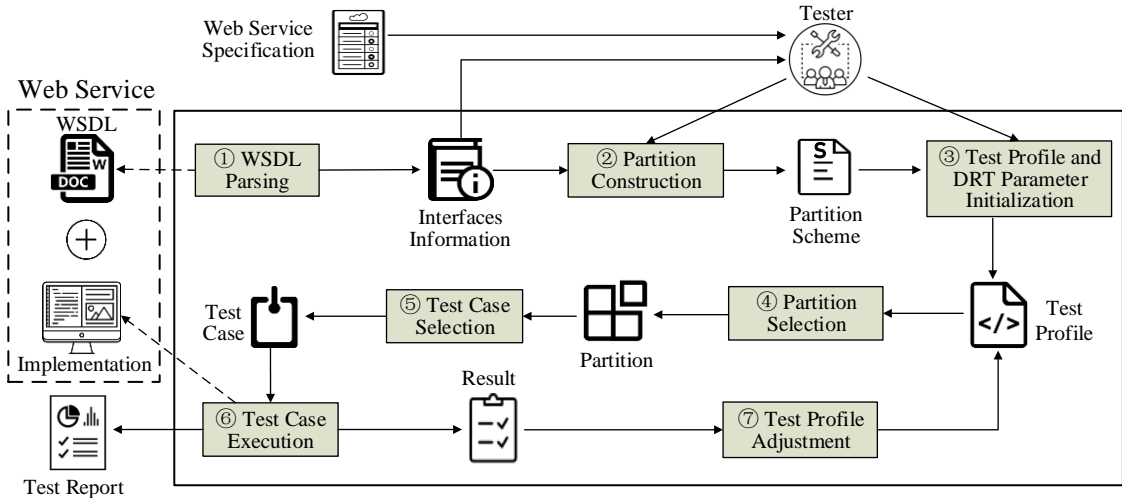 Web Service
Specification
Tester
Web Service
WSDL
W
DOC
① WSDL
Parsing
Interfaces
Information
② Partition
Construction
S
Partition
Scheme
③ Test Profile and
DRT Parameter
Initialization
Implementation
Test
Case
⑤ Test Case
Selection
Partition
④ Partition
Selection
</>
Test
Profile
Test Report
⑥ Test Case
Execution
Result
⑦ Test Profile
Adjustment